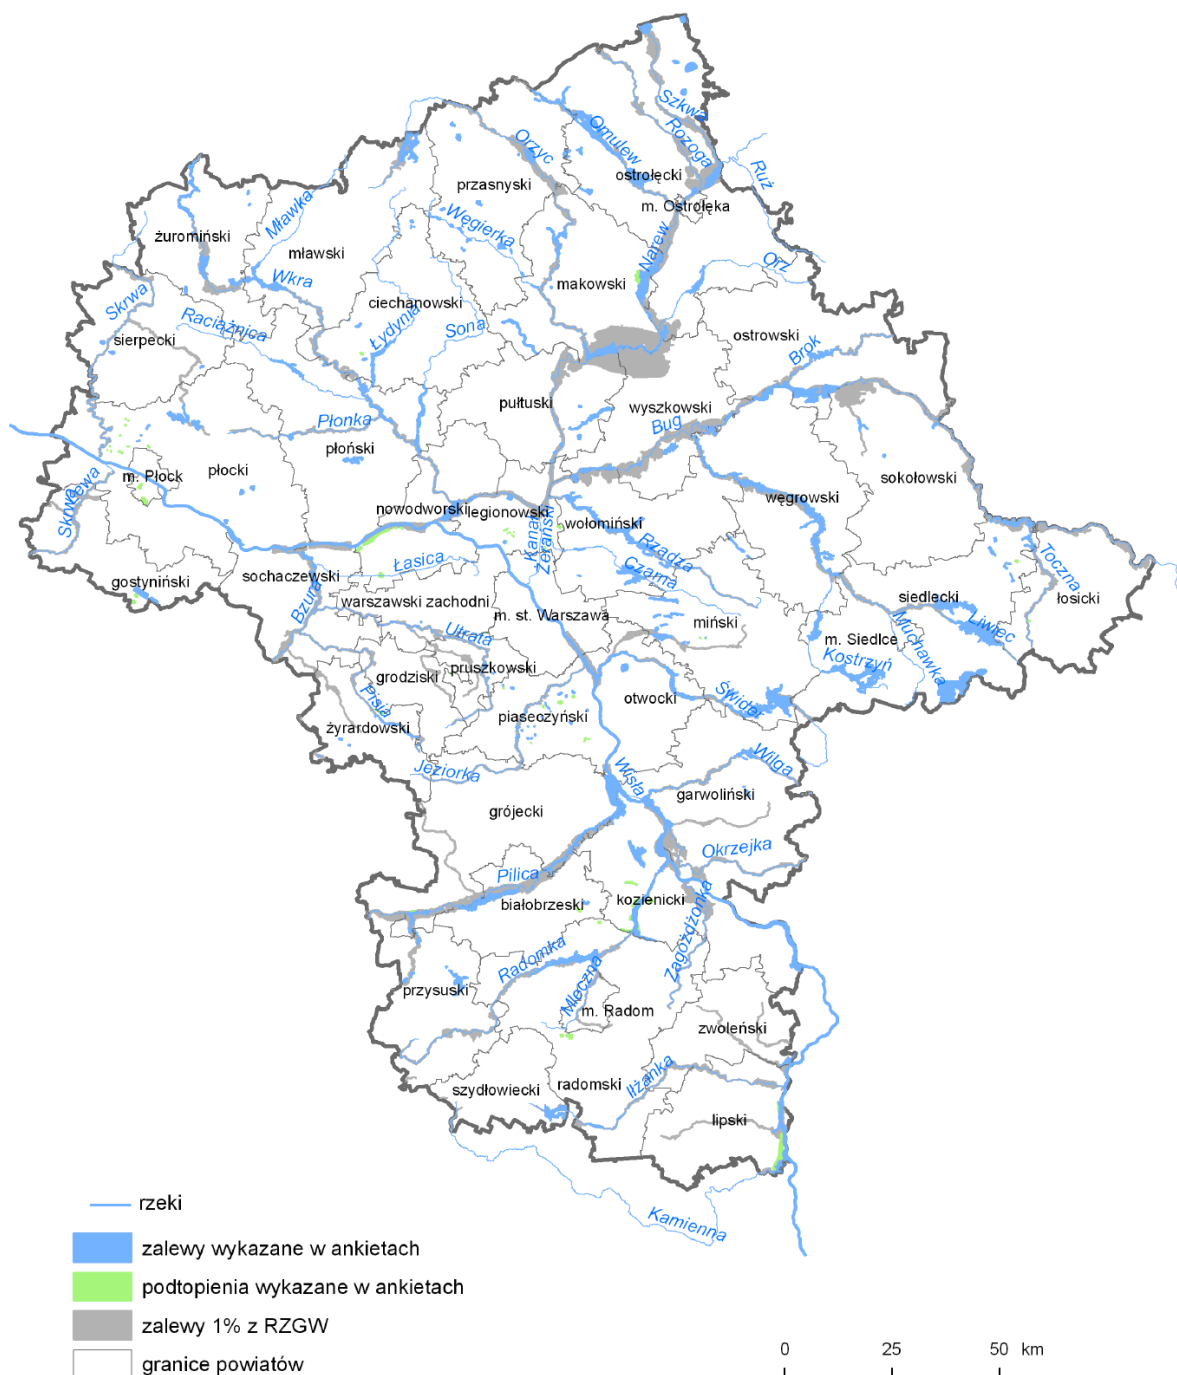 Szkwa
Rozoga
Omulew
Orzyc
Ruż
ostrołęcki
przasnyski
m. Ostrołęka
Mławka
Węgierka
żuromiński
mławski
Narew
Orz
Wkra
makowski
ciechanowski
Skrwa
Raciążnica
Łydynia
Sona
sierpecki
ostrowski
Brok
pułtuski
wyszkowski
Bug
Płonka
płoński
płocki
m. Płock
sokołowski
węgrowski
Skrwa
nowodworski
legionowski
Kanał
Żerański
wołomiński
Rządza
Czarna
Łasica
Toczna
sochaczewski
gostyniński
Bzura
warszawski zachodni
m. st. Warszawa
siedlecki
łosicki
Liwiec
miński
m. Siedlce
Muchawka
Utrata
Kostrzyń
pruszkowski
grodziski
Pisia
otwocki
Świder
piaseczyński
żyrardowski
Jeziorka
Wisła
Wilga
garwoliński
grójecki
Okrzejka
Pilica
białobrzeski
kozienicki
Zagożdżonka
Radomka
Mleczna
przysuski
m. Radom
zwoleński
Iłżanka
szydłowiecki
radomski
lipski
Kamienna
rzeki
zalewy wykazane w ankietach
podtopienia wykazane w ankietach
zalewy 1% z RZGW
granice powiatów
0 25 50 km